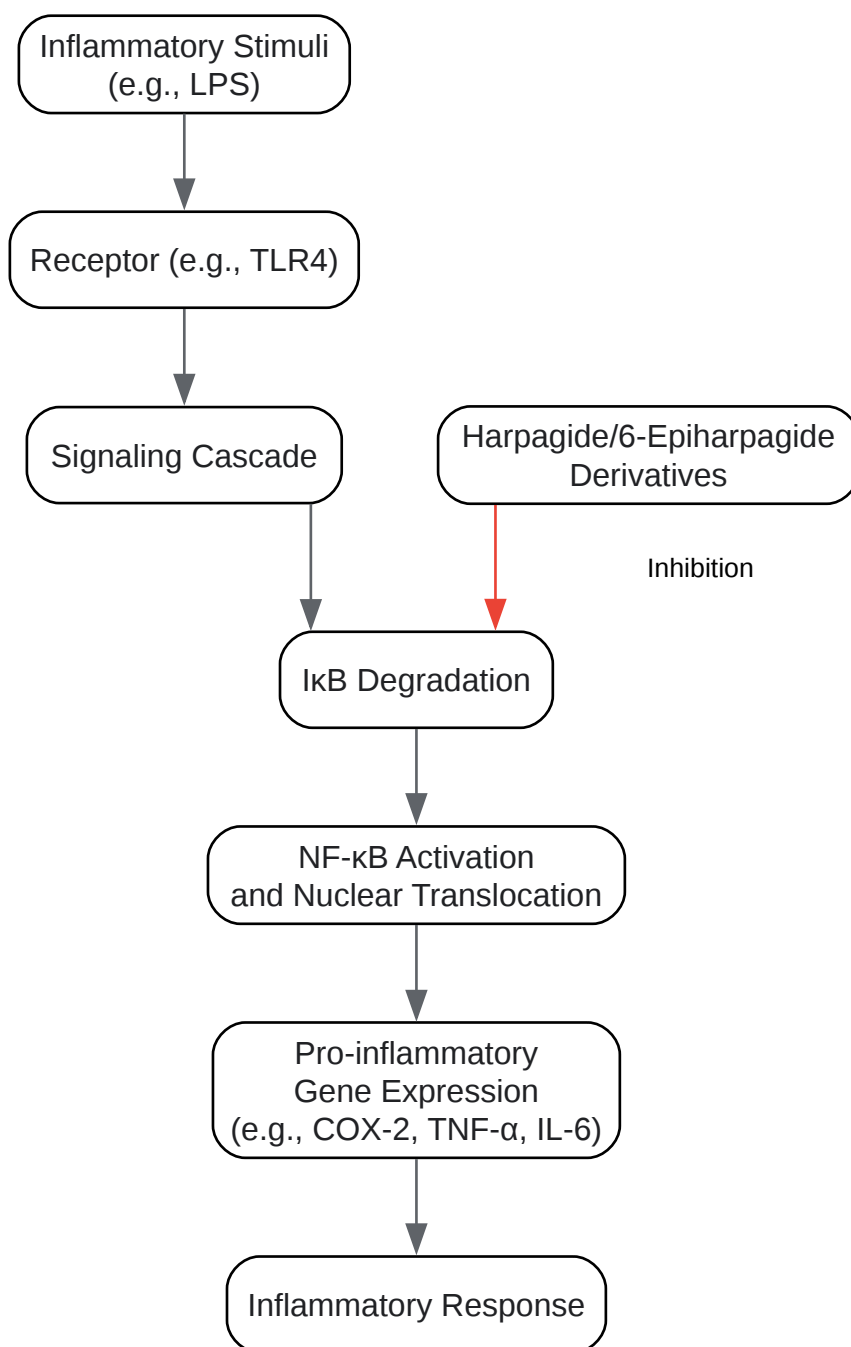 Inflammatory Stimuli
(e.g., LPS)
Receptor (e.g., TLR4)
Signaling Cascade
Harpagide/6-Epiharpagide
Derivatives
Inhibition
IκB Degradation
NF-κB Activation
and Nuclear Translocation
Pro-inflammatory
Gene Expression
(e.g., COX-2, TNF-α, IL-6)
Inflammatory Response